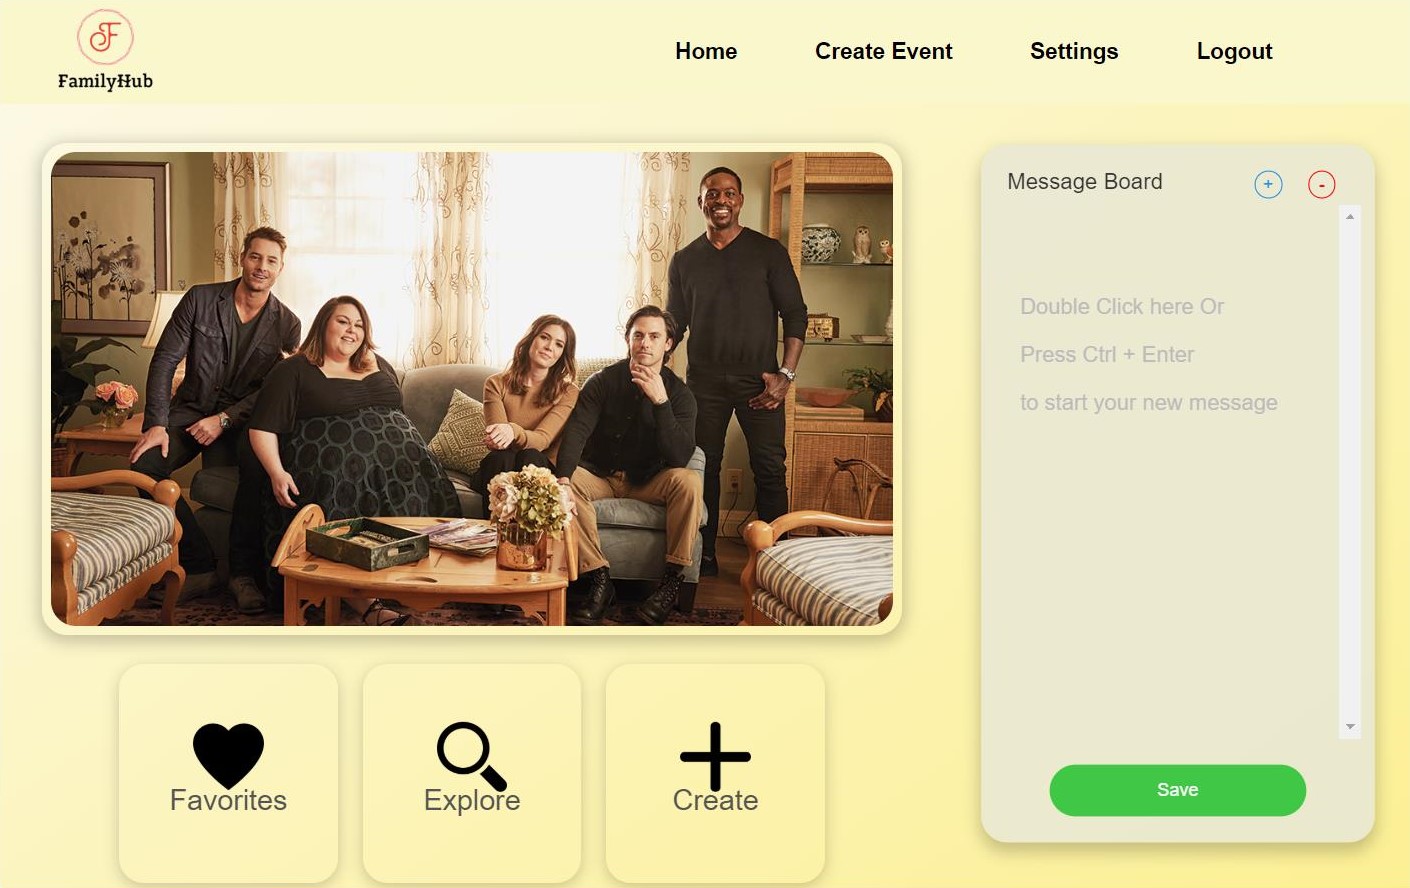 F
FamilyHub
Home
Create Event
Settings
Logout
Message Board
+
-
Double Click here Or
Press Ctrl + Enter
to start your new message
Save
Favorites
Explore
Create